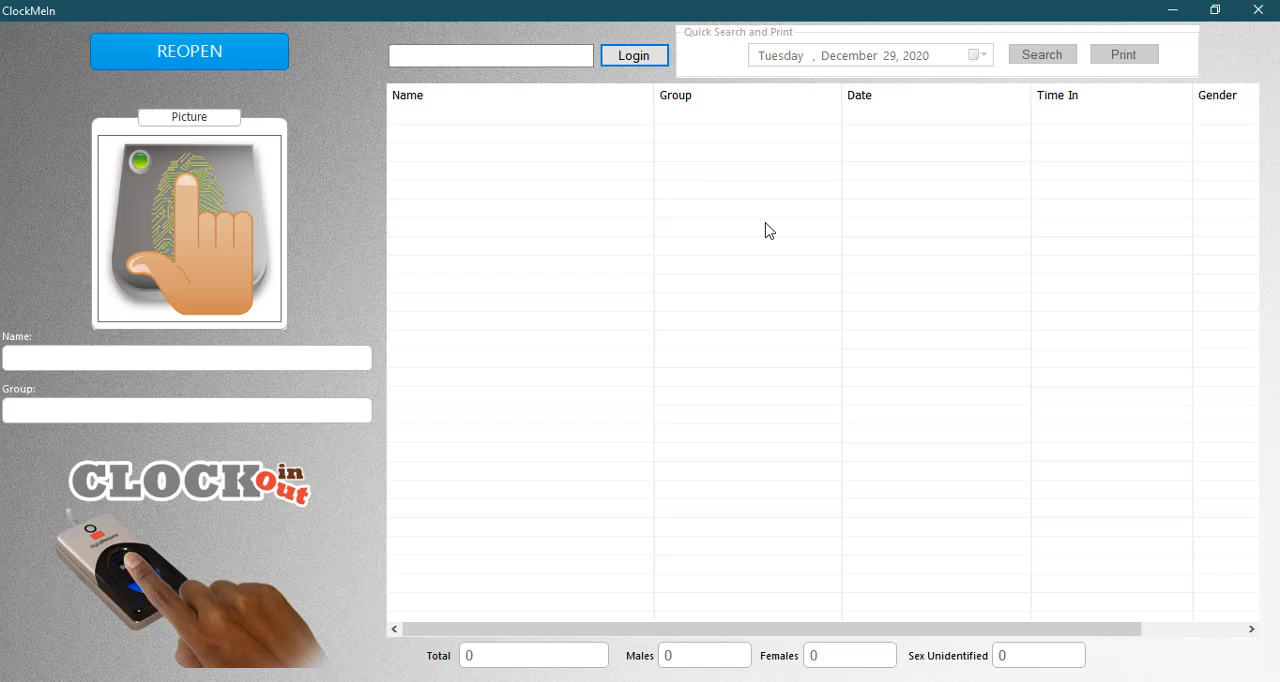 ClockMeIn
REOPEN
Login
Quick Search and Print
Tuesday , December 29, 2020
Search
Print
Picture
Name Group Date Time In Gender
Name:
Group:
CLOCK in out
Total 0 Males 0 Females 0 Sex Unidentified 0